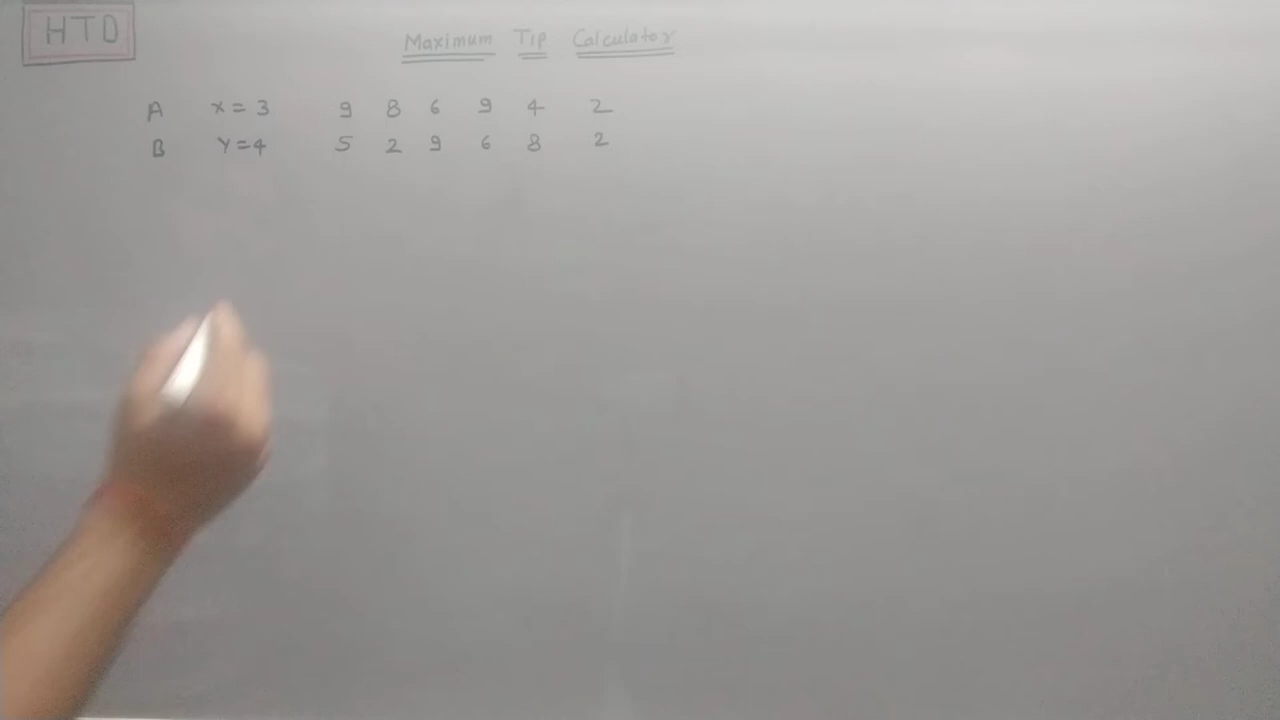 HTD
Maximum Tip Calculator
A x = 3 9 8 6 9 4 2
B Y = 4 5 2 9 6 8 2